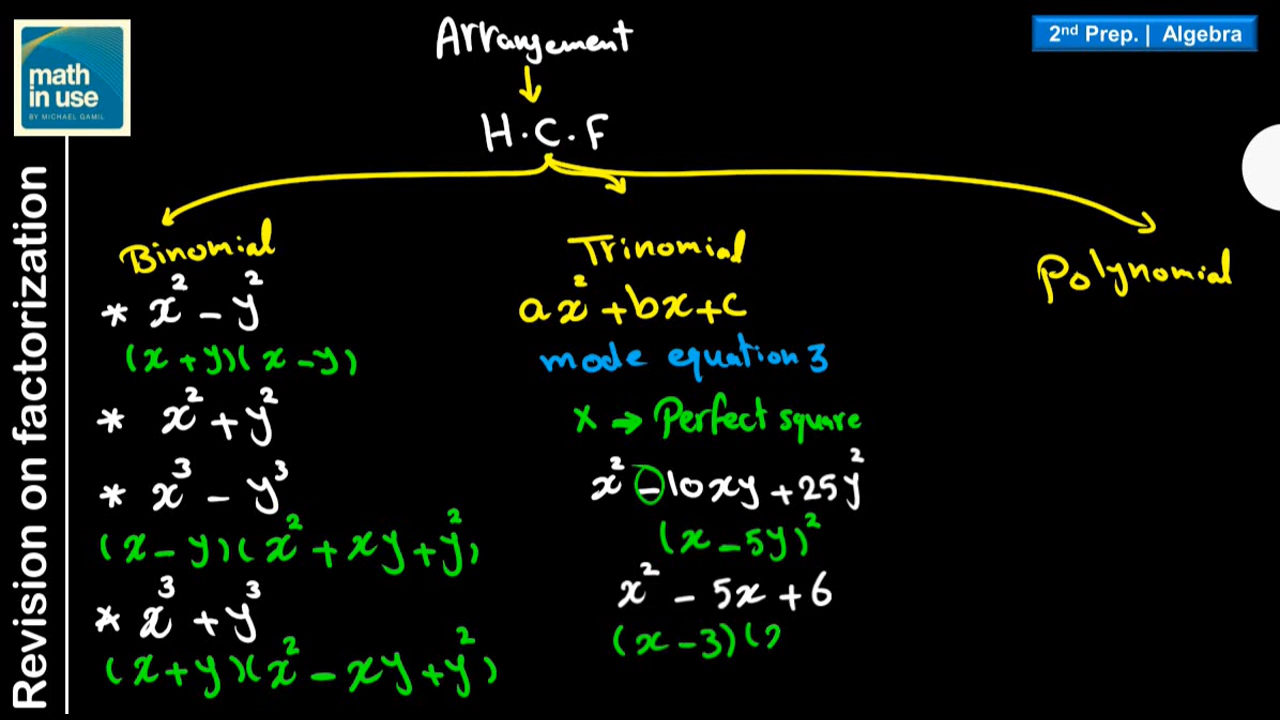 math
in use
BY MICHAEL GAMIL
2nd Prep. | Algebra
Revision on factorization
Arrangement
H.C.F
Binomial
* x² - y²
(x + y)(x - y)
* x² + y²
* x³ - y³
(x - y)(x² + xy + y²)
* x³ + y³
(x + y)(x² - xy + y²)
Trinomial
ax² + bx + c
mode equation 3
x → Perfect square
x² - 10xy + 25y²
(x - 5y)²
x² - 5x + 6
(x - 3)(
Polynomial